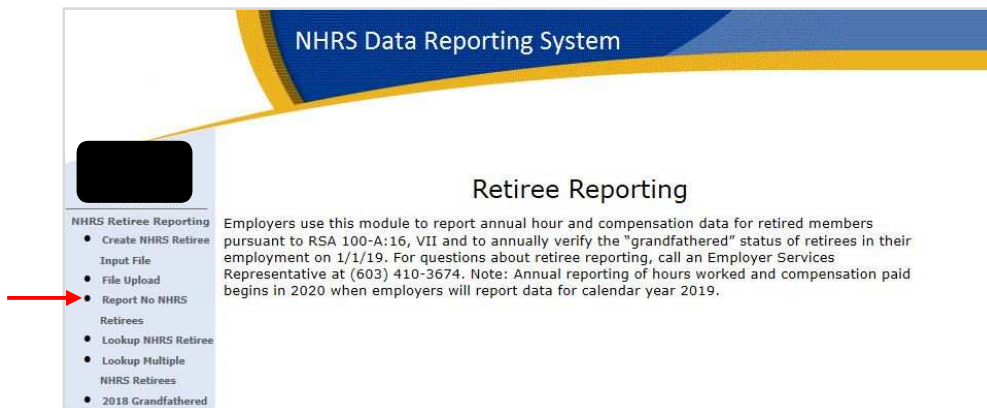 NHRS Data Reporting System
Retiree Reporting
NHRS Retiree Reporting
Create NHRS Retiree
Input File
File Upload
Report No NHRS
Retirees
Lookup NHRS Retiree
Lookup Multiple
NHRS Retirees
2018 Grandfathered
Employers use this module to report annual hour and compensation data for retired members
pursuant to RSA 100-A:16, VII and to annually verify the “grandfathered” status of retirees in their
employment on 1/1/19. For questions about retiree reporting, call an Employer Services
Representative at (603) 410-3674. Note: Annual reporting of hours worked and compensation paid
begins in 2020 when employers will report data for calendar year 2019.